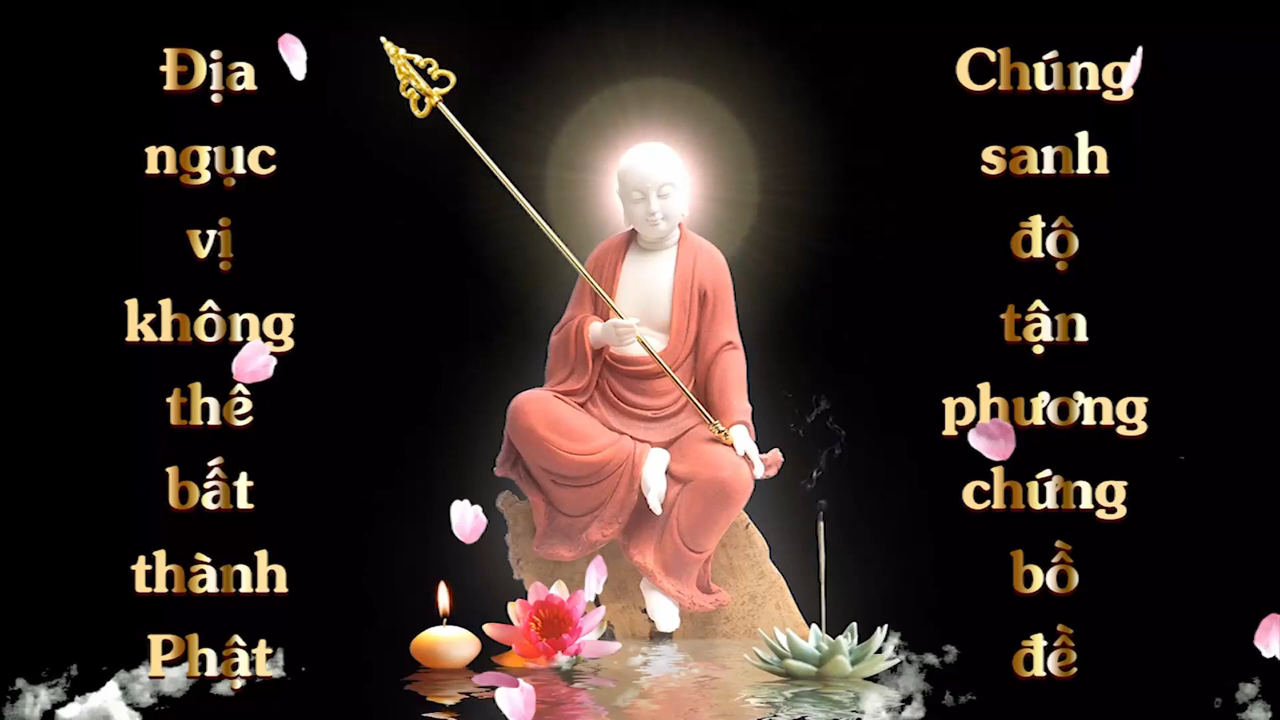 Địa
ngục
vị
không
thê
bất
thành
Phật
Chúng
sanh
độ
tận
phương
chứng
bồ
đề